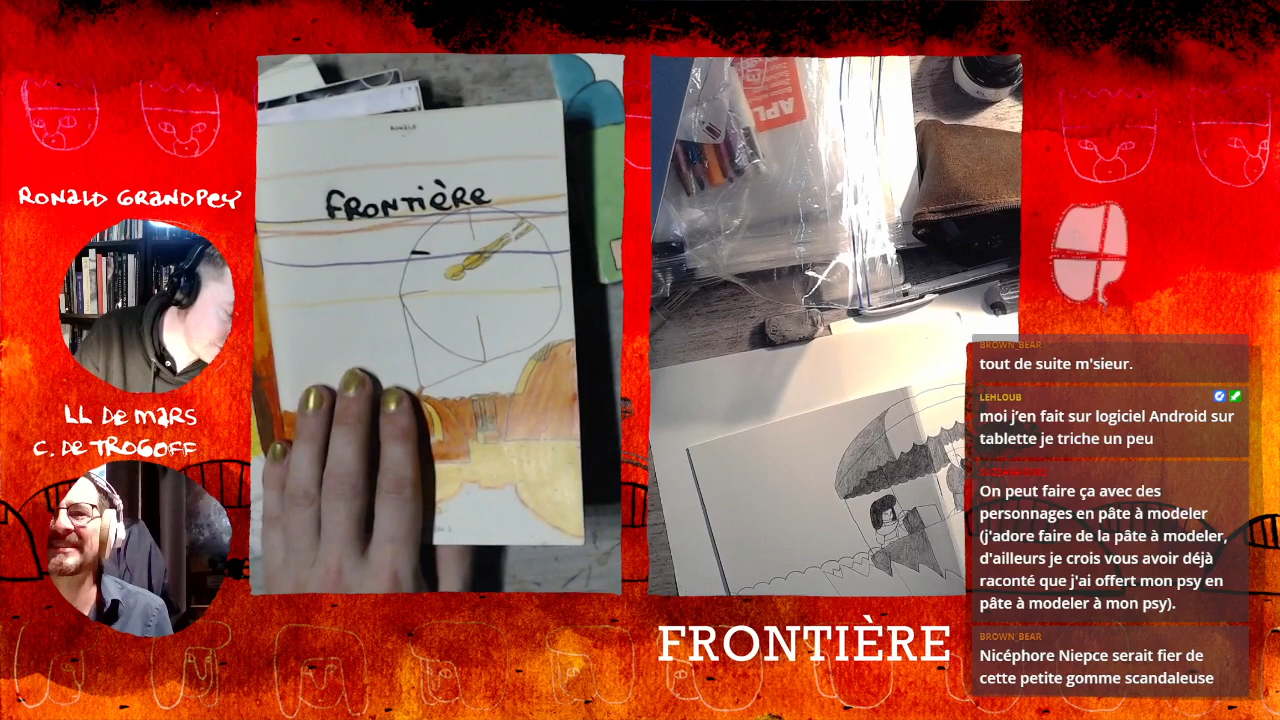 RONALD GRANDPEY
LL DE MARS
C. DE TROGOFF
RONALD
FRONTIÈRE
APLI
FRONTIÈRE
BROWN_BEAR
tout de suite m'sieur.
LEHLOUB
moi j’en fait sur logiciel Android sur
tablette je triche un peu
On peut faire ça avec des
personnages en pâte à modeler
(j'adore faire de la pâte à modeler,
d'ailleurs je crois vous avoir déjà
raconté que j'ai offert mon psy en
pâte à modeler à mon psy).
BROWN_BEAR
Nicéphore Niepce serait fier de
cette petite gomme scandaleuse